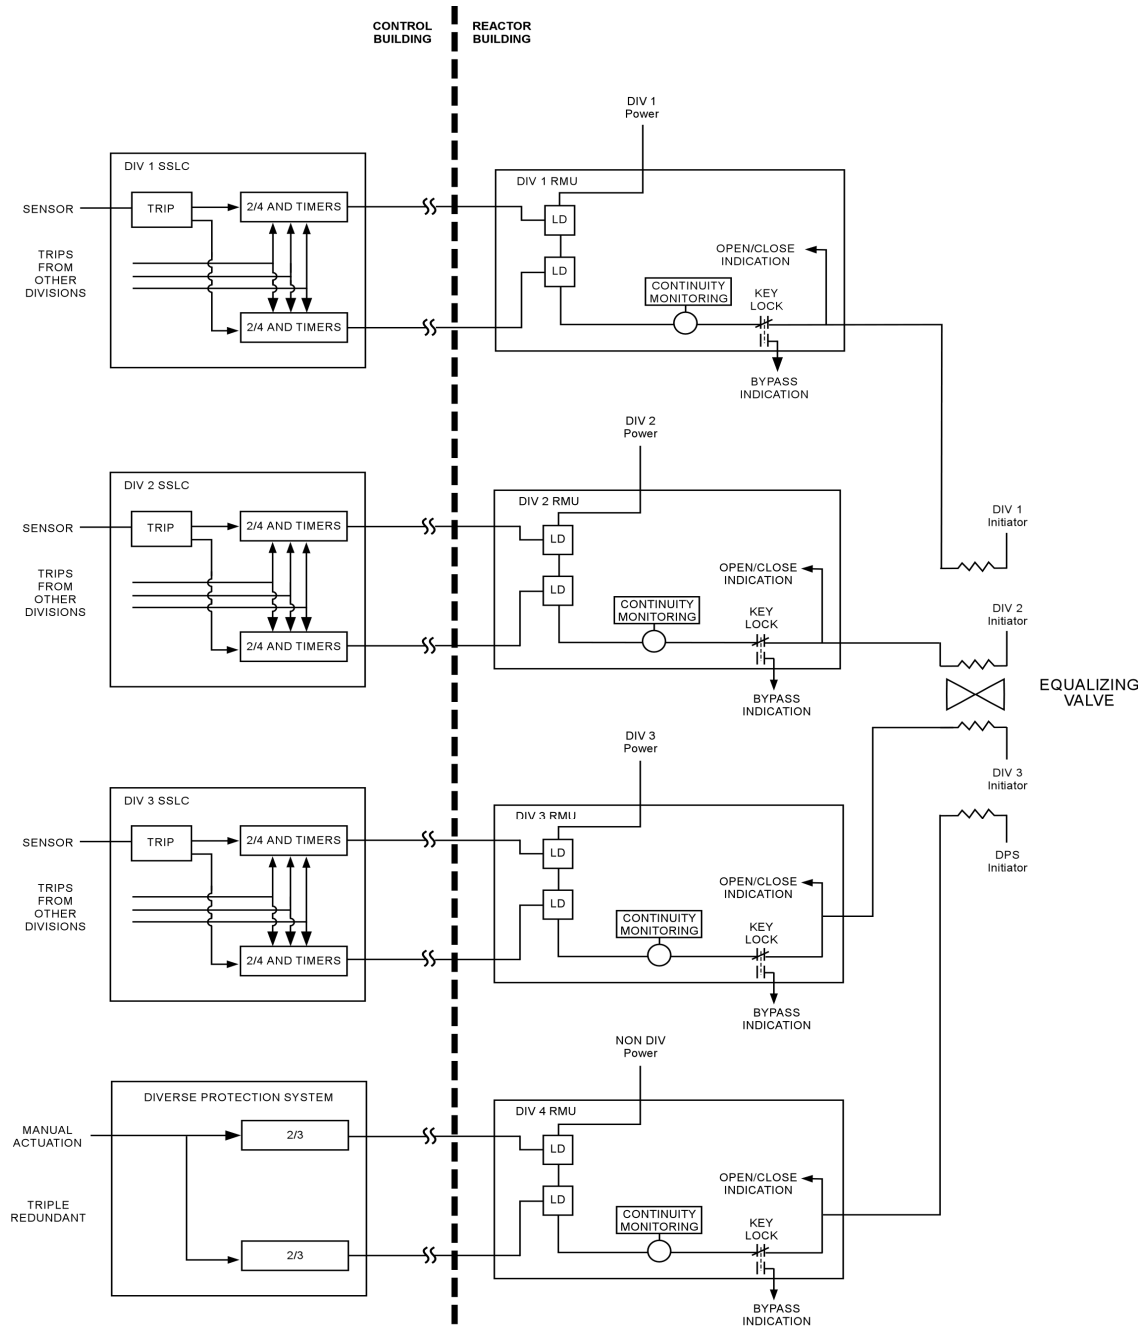 CONTROL
BUILDING
REACTOR
BUILDING
DIV 1
Power
DIV 1 SSLC
SENSOR
TRIP
2/4 AND TIMERS
TRIPS
FROM
OTHER
DIVISIONS
2/4 AND TIMERS
DIV 1 RMU
LD
LD
OPEN/CLOSE
INDICATION
CONTINUITY
MONITORING
KEY
LOCK
BYPASS
INDICATION
DIV 2
Power
DIV 2 SSLC
SENSOR
TRIP
2/4 AND TIMERS
TRIPS
FROM
OTHER
DIVISIONS
2/4 AND TIMERS
DIV 2 RMU
LD
LD
OPEN/CLOSE
INDICATION
CONTINUITY
MONITORING
KEY
LOCK
BYPASS
INDICATION
DIV 1
Initiator
DIV 2
Initiator
EQUALIZING
VALVE
DIV 3
Initiator
DPS
Initiator
DIV 3
Power
DIV 3 SSLC
SENSOR
TRIP
2/4 AND TIMERS
TRIPS
FROM
OTHER
DIVISIONS
2/4 AND TIMERS
DIV 3 RMU
LD
LD
OPEN/CLOSE
INDICATION
CONTINUITY
MONITORING
KEY
LOCK
BYPASS
INDICATION
NON DIV
Power
DIVERSE PROTECTION SYSTEM
MANUAL
ACTUATION
2/3
TRIPLE
REDUNDANT
2/3
DIV 4 RMU
LD
LD
OPEN/CLOSE
INDICATION
CONTINUITY
MONITORING
KEY
LOCK
BYPASS
INDICATION